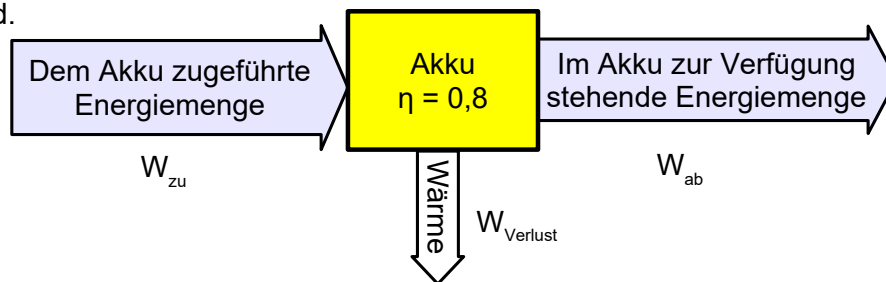 d.
Dem Akku zugeführte
Energiemenge
Akku
η = 0,8
Im Akku zur Verfügung
stehende Energiemenge
W_zu
Wärme
W_ab
W_Verlust